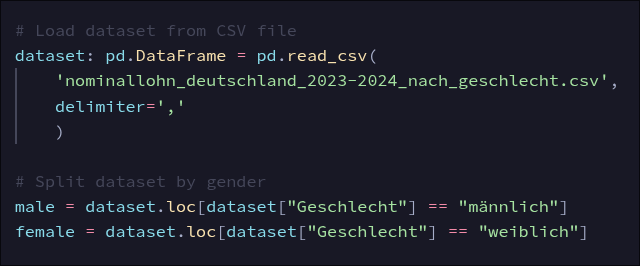 # Load dataset from CSV file
dataset: pd.DataFrame = pd.read_csv(
    'nominallohn_deutschland_2023-2024_nach_geschlecht.csv',
    delimiter=','
    )
# Split dataset by gender
male = dataset.loc[dataset["Geschlecht"] == "männlich"]
female = dataset.loc[dataset["Geschlecht"] == "weiblich"]